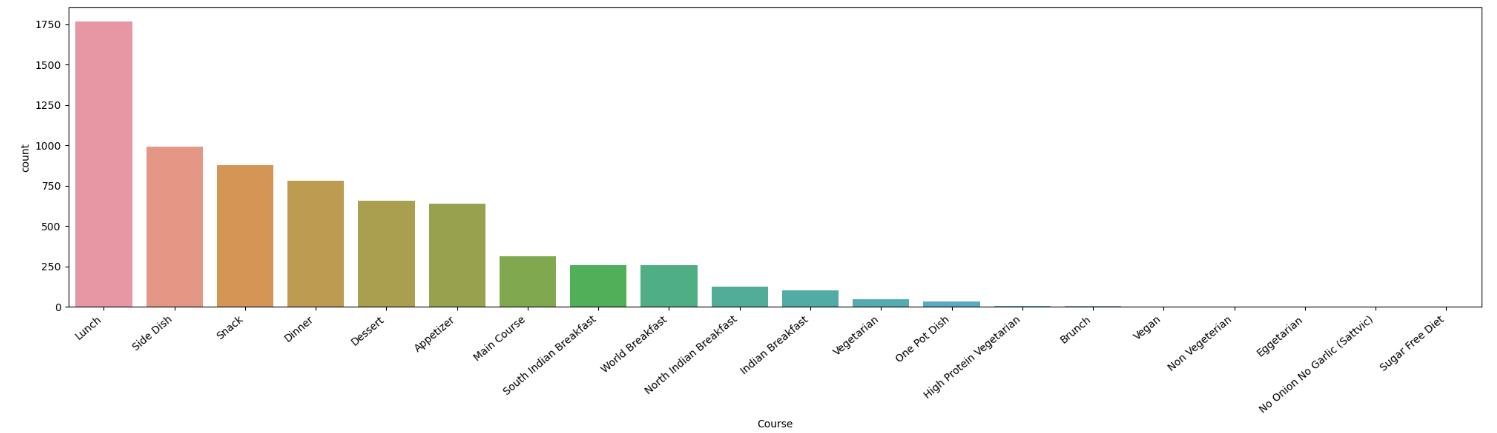 1750
1500
1250
1000
750
500
250
0
count
Lunch
Side Dish
Snack
Dinner
Dessert
Appetizer
Main Course
South Indian Breakfast
World Breakfast
North Indian Breakfast
Indian Breakfast
Vegetarian
One Pot Dish
High Protein Vegetarian
Brunch
Vegan
Non Vegeterian
Eggetarian
No Onion No Garlic (Sattvic)
Sugar Free Diet
Course